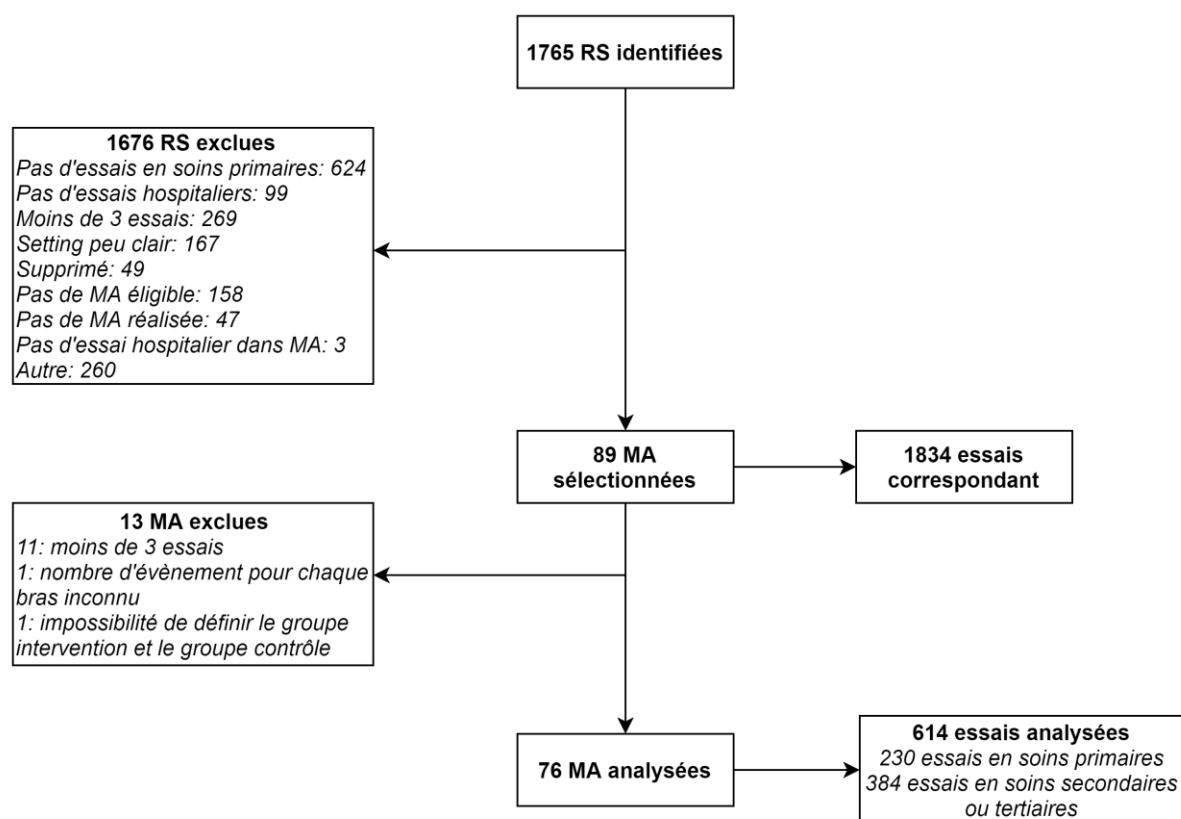 1765 RS identifiées
1676 RS exclues
Pas d'essais en soins primaires: 624
Pas d'essais hospitaliers: 99
Moins de 3 essais: 269
Setting peu clair: 167
Supprimé: 49
Pas de MA éligible: 158
Pas de MA réalisée: 47
Pas d'essai hospitalier dans MA: 3
Autre: 260
89 MA
sélectionnées
1834 essais
correspondant
13 MA exclues
11: moins de 3 essais
1: nombre d'évènement pour chaque
bras inconnu
1: impossibilité de définir le groupe
intervention et le groupe contrôle
76 MA analysées
614 essais analysées
230 essais en soins primaires
384 essais en soins secondaires
ou tertiaires